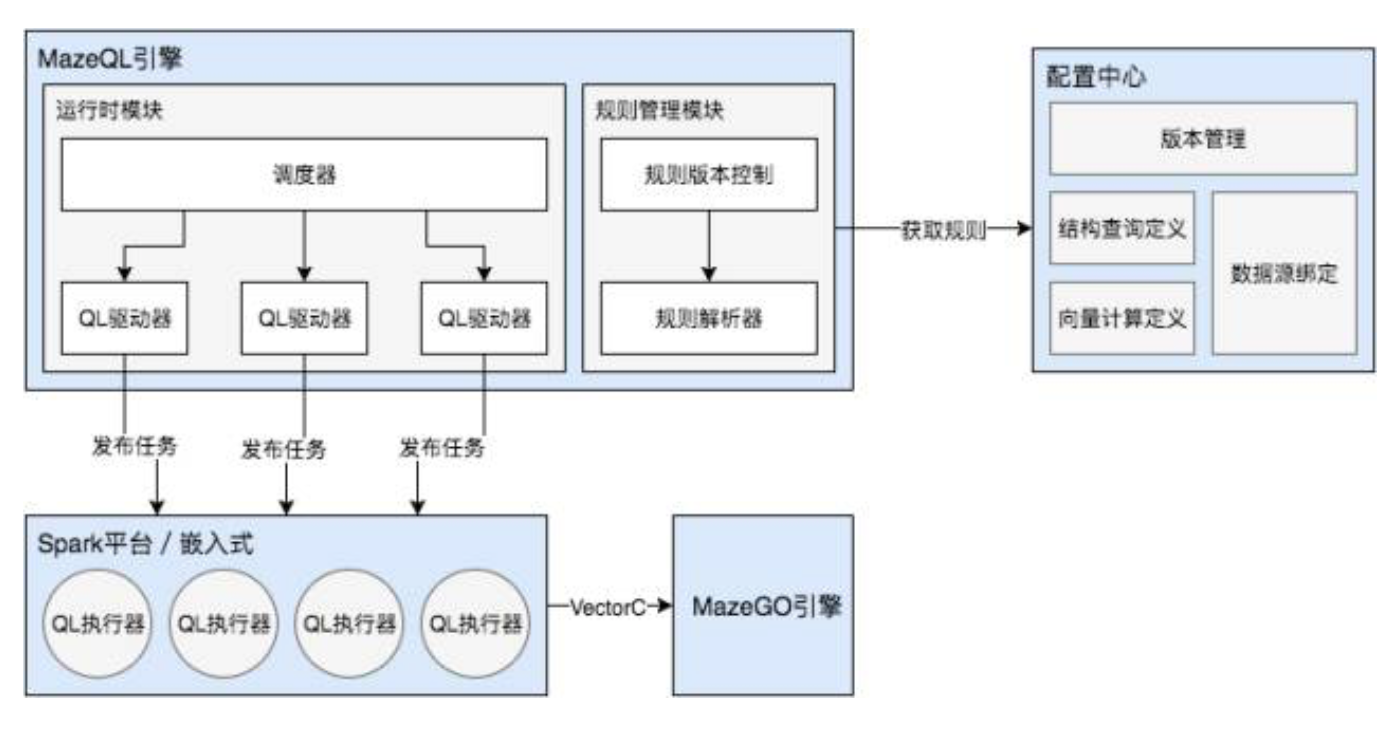 MazeQL引擎
运行时模块
调度器
QL驱动器
QL驱动器
QL驱动器
规则管理模块
规则版本控制
规则解析器
获取规则
配置中心
版本管理
结构查询定义
向量计算定义
数据源绑定
发布任务
发布任务
发布任务
Spark平台 / 嵌入式
QL执行器
QL执行器
QL执行器
QL执行器
VectorC
MazeGO引擎